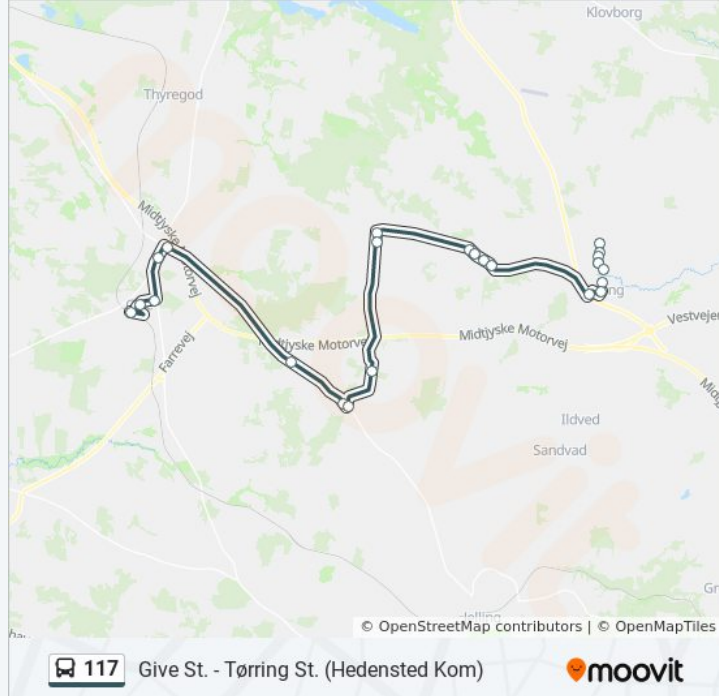 Klovborg
Thyregod
Midtjyske Motorvej
Vestvejen
Midtjyske Motorvej
Midtjyske Motorvej
Farrevej
Ildved
Sandvad
moovit
© OpenStreetMap contributors | © OpenMapTiles
117 Give St. - Tørring St. (Hedensted Kom) moovit